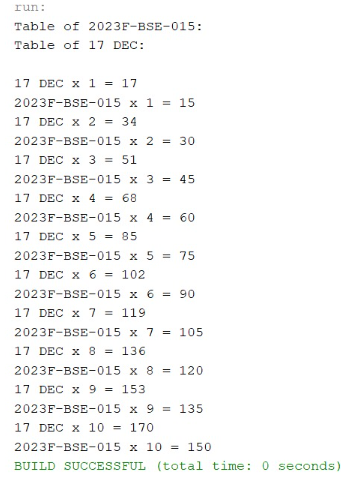 run:
Table of 2023F-BSE-015:
Table of 17 DEC:
17 DEC x 1 = 17
2023F-BSE-015 x 1 = 15
17 DEC x 2 = 34
2023F-BSE-015 x 2 = 30
17 DEC x 3 = 51
2023F-BSE-015 x 3 = 45
17 DEC x 4 = 68
2023F-BSE-015 x 4 = 60
17 DEC x 5 = 85
2023F-BSE-015 x 5 = 75
17 DEC x 6 = 102
2023F-BSE-015 x 6 = 90
17 DEC x 7 = 119
2023F-BSE-015 x 7 = 105
17 DEC x 8 = 136
2023F-BSE-015 x 8 = 120
17 DEC x 9 = 153
2023F-BSE-015 x 9 = 135
17 DEC x 10 = 170
2023F-BSE-015 x 10 = 150
BUILD SUCCESSFUL (total time: 0 seconds)